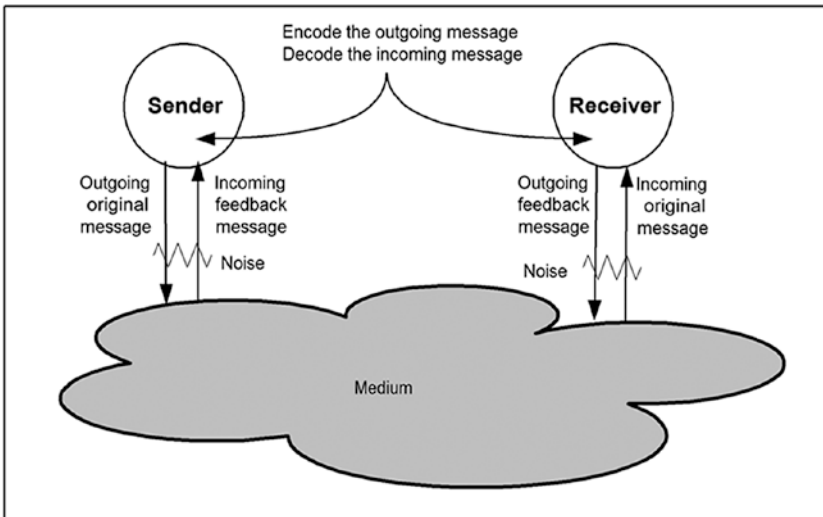 Encode the outgoing message
Decode the incoming message
Sender
Receiver
Outgoing
original
message
Incoming
feedback
message
Noise
Outgoing
feedback
message
Incoming
original
message
Noise
Medium